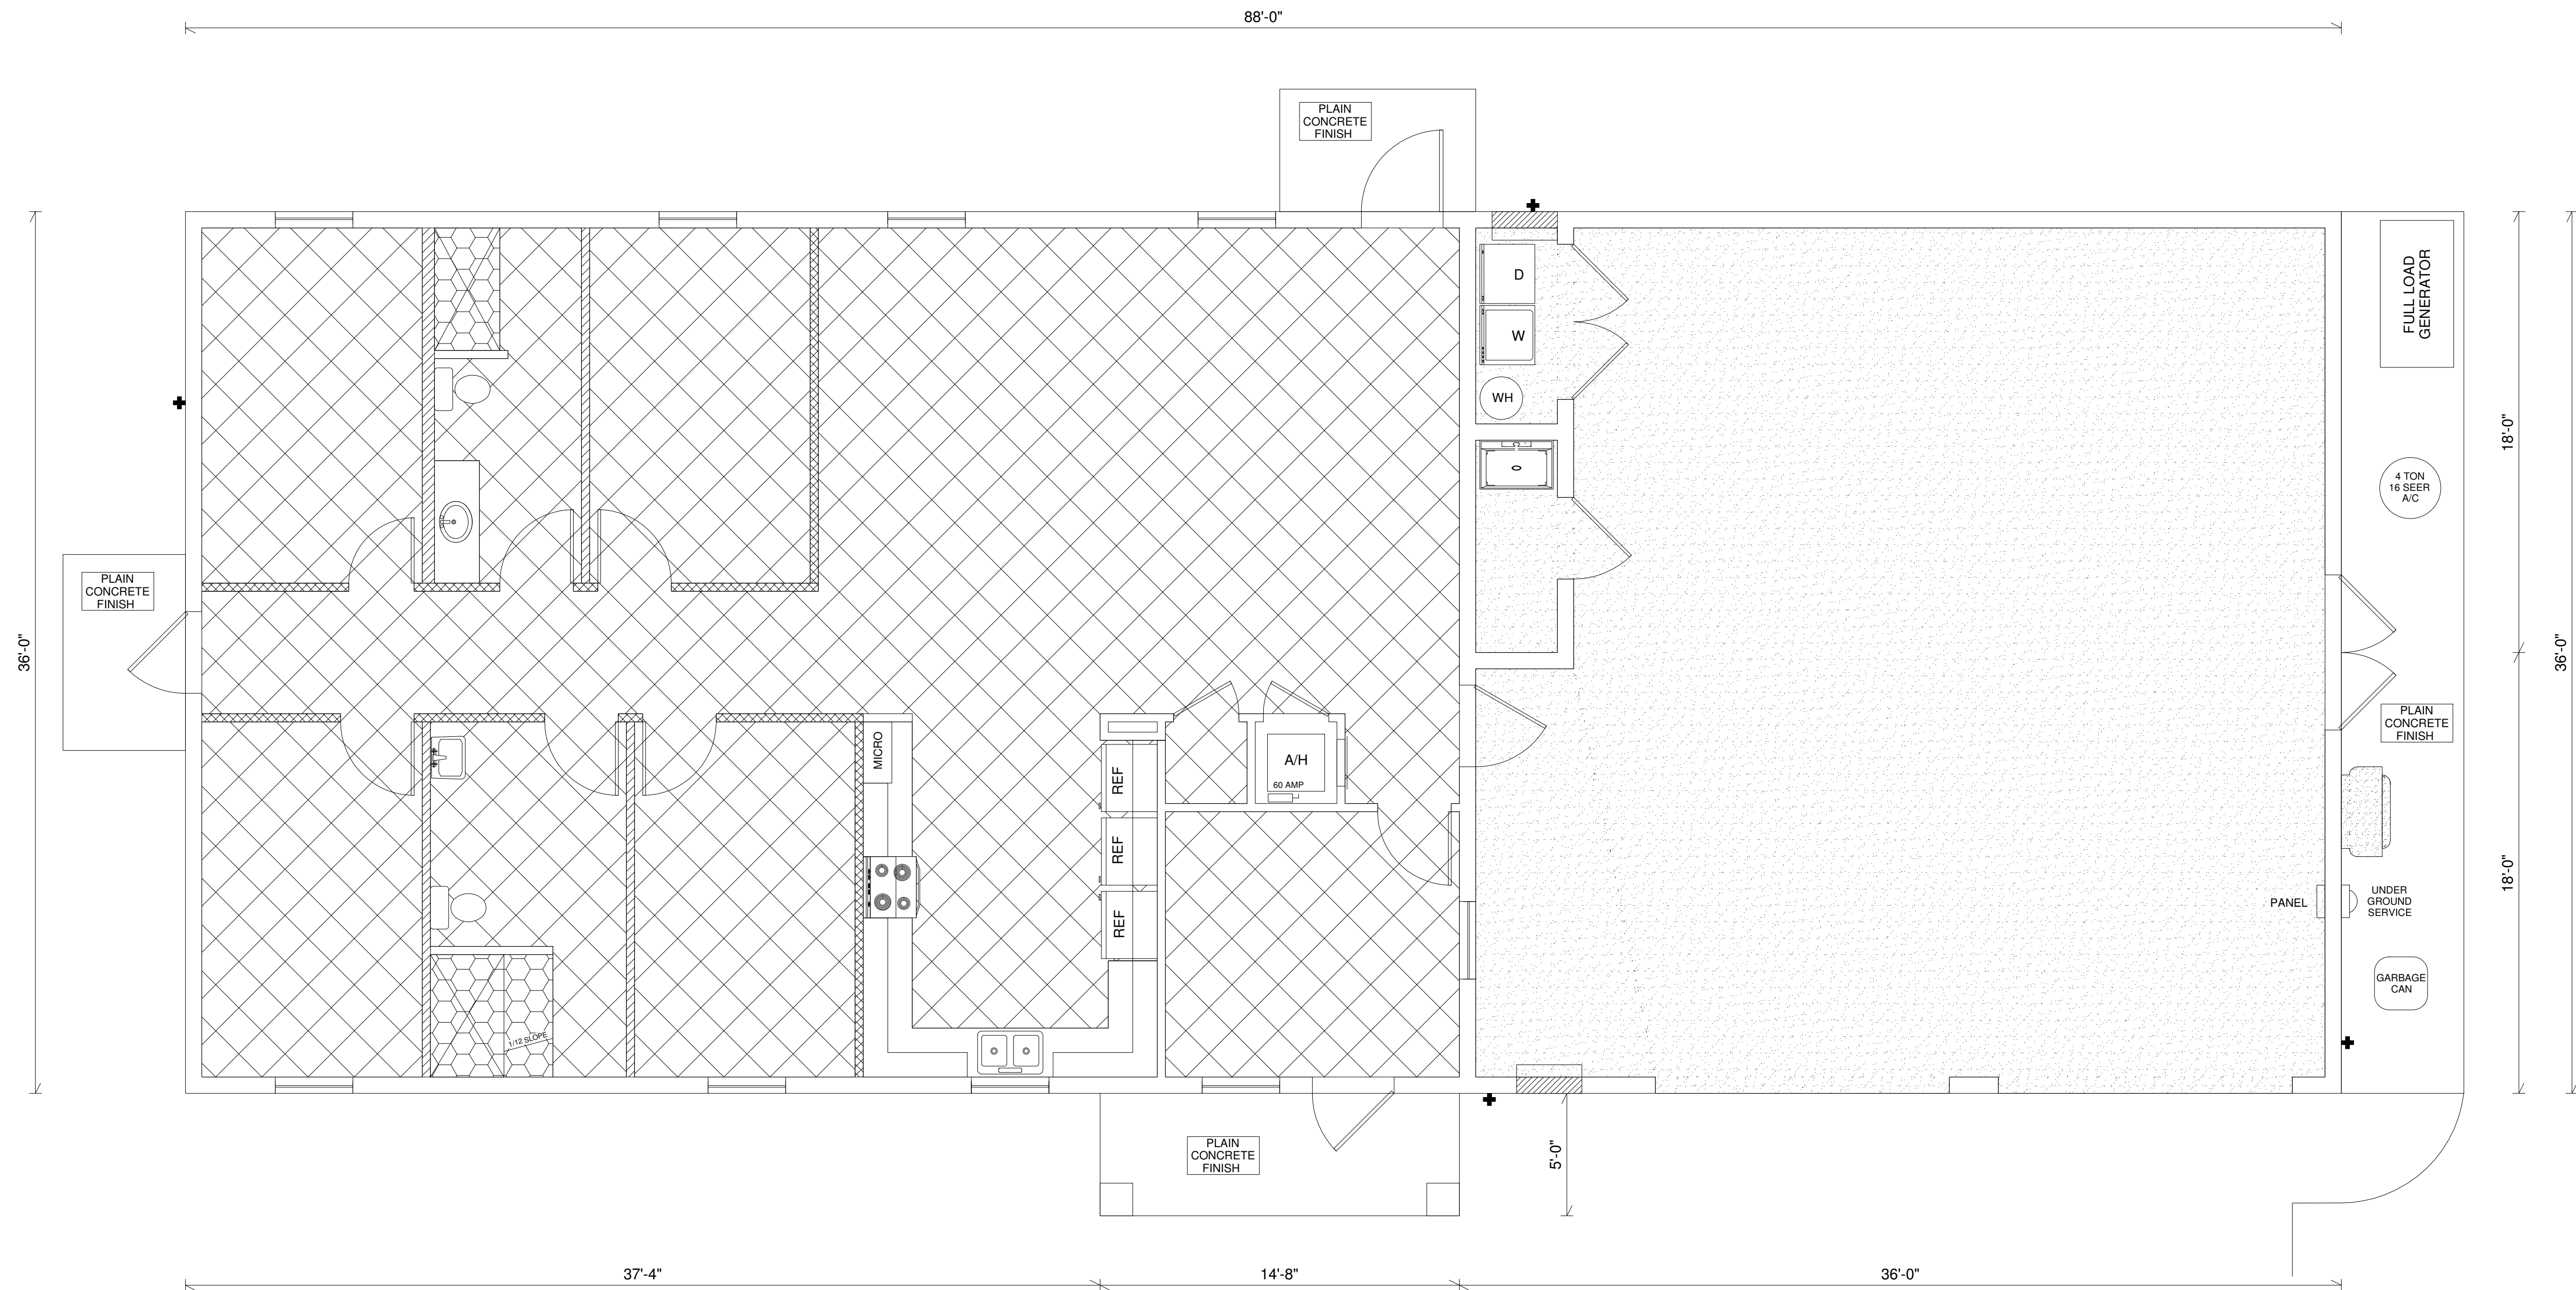 88'-0"
PLAIN
CONCRETE
FINISH
D
W
WH
FULL LOAD
GENERATOR
18'-0"
4 TON
16 SEER
A/C
PLAIN
CONCRETE
FINISH
36'-0"
36'-0"
PLAIN
CONCRETE
FINISH
MICRO
REF
REF
REF
A/H
60 AMP
18'-0"
PANEL
UNDER
GROUND
SERVICE
GARBAGE
CAN
1/12 SLOPE
PLAIN
CONCRETE
FINISH
5'-0"
37'-4"
14'-8"
36'-0"